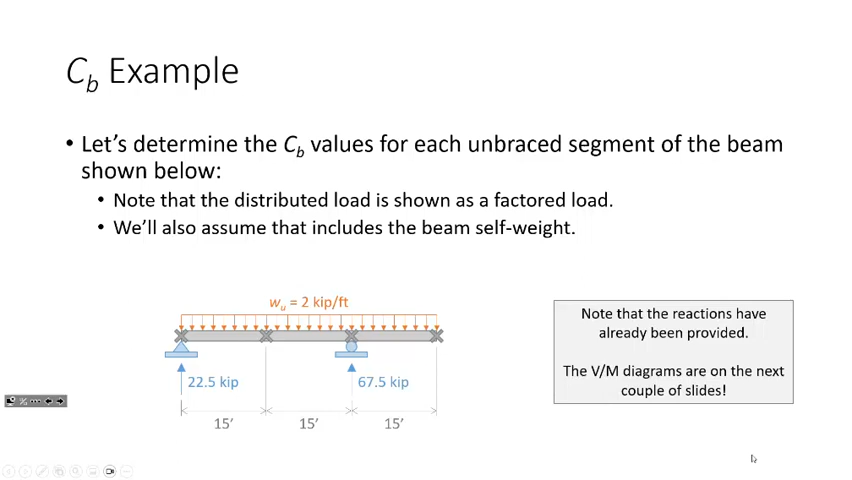 Cb Example
• Let's determine the Cb values for each unbraced segment of the beam
shown below:
• Note that the distributed load is shown as a factored load.
• We'll also assume that includes the beam self-weight.
wu = 2 kip/ft
22.5 kip
67.5 kip
15′
15′
15′
Note that the reactions have
already been provided.
The V/M diagrams are on the next
couple of slides!